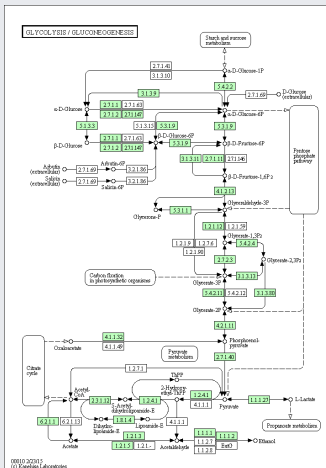 GLYCOLYSIS / GLUCONEOGENESIS
Starch and sucrose
metabolism
2.7.1.41
3.1.3.10
α-D-Glucose-1P
5.4.2.2
3.1.3.9
α-D-Glucose
2.7.1.1
2.7.1.63
2.7.1.2
2.7.1.147
α-D-Glucose-6P
2.7.1.69
D-Glucose
(extracellular)
5.1.3.3
5.1.3.15
5.3.1.9
β-D-Glucose-6P
5.3.1.9
5.3.1.9
β-D-Glucose
2.7.1.1
2.7.1.63
2.7.1.2
2.7.1.147
β-D-Fructose-6P
Pentose
phosphate
pathway
3.1.3.11
2.7.1.11
2.7.1.146
Arbutin
(extracellular)
2.7.1.69
Arbutin-6P
3.2.1.86
Salicin
(extracellular)
2.7.1.69
Salicin-6P
3.2.1.86
β-D-Fructose-1,6P2
4.1.2.13
Glyceraldehyde-3P
Glycerone-P
5.3.1.1
1.2.1.12
1.2.1.59
1.2.1.9
1.2.7.6
1.2.1.90
Glycerate-1,3P2
5.4.2.4
2.7.2.3
Glycerate-2,3P2
3.1.3.13
Carbon fixation
in photosynthetic organisms
Glycerate-3P
5.4.2.11
5.4.2.12
3.1.3.80
Glycerate-2P
4.2.1.11
4.1.1.32
4.1.1.49
Oxaloacetate
Phosphoenol-
pyruvate
Citrate
cycle
Pyruvate
metabolism
2.7.1.40
ThPP
Acetyl-
CoA
2-Hydroxy-
ethyl-ThPP
5-Acetyl-
dihydrolipoamide-E
2.3.1.12
1.2.4.1
1.2.4.1
4.1.1.1
Pyruvate
1.1.1.27
L-Lactate
6.2.1.1
6.2.1.13
1.8.1.4
Dihydro-
lipoamide-E
Lipoamide-E
4.1.1.1
Propanoate metabolism
1.2.1.3
1.2.1.5
Acetate
Acetaldehyde
1.1.1.1
1.1.1.2
1.1.2.7
1.1.2.8
Ethanol
00010 2/23/15
(c) Kanehisa Laboratories